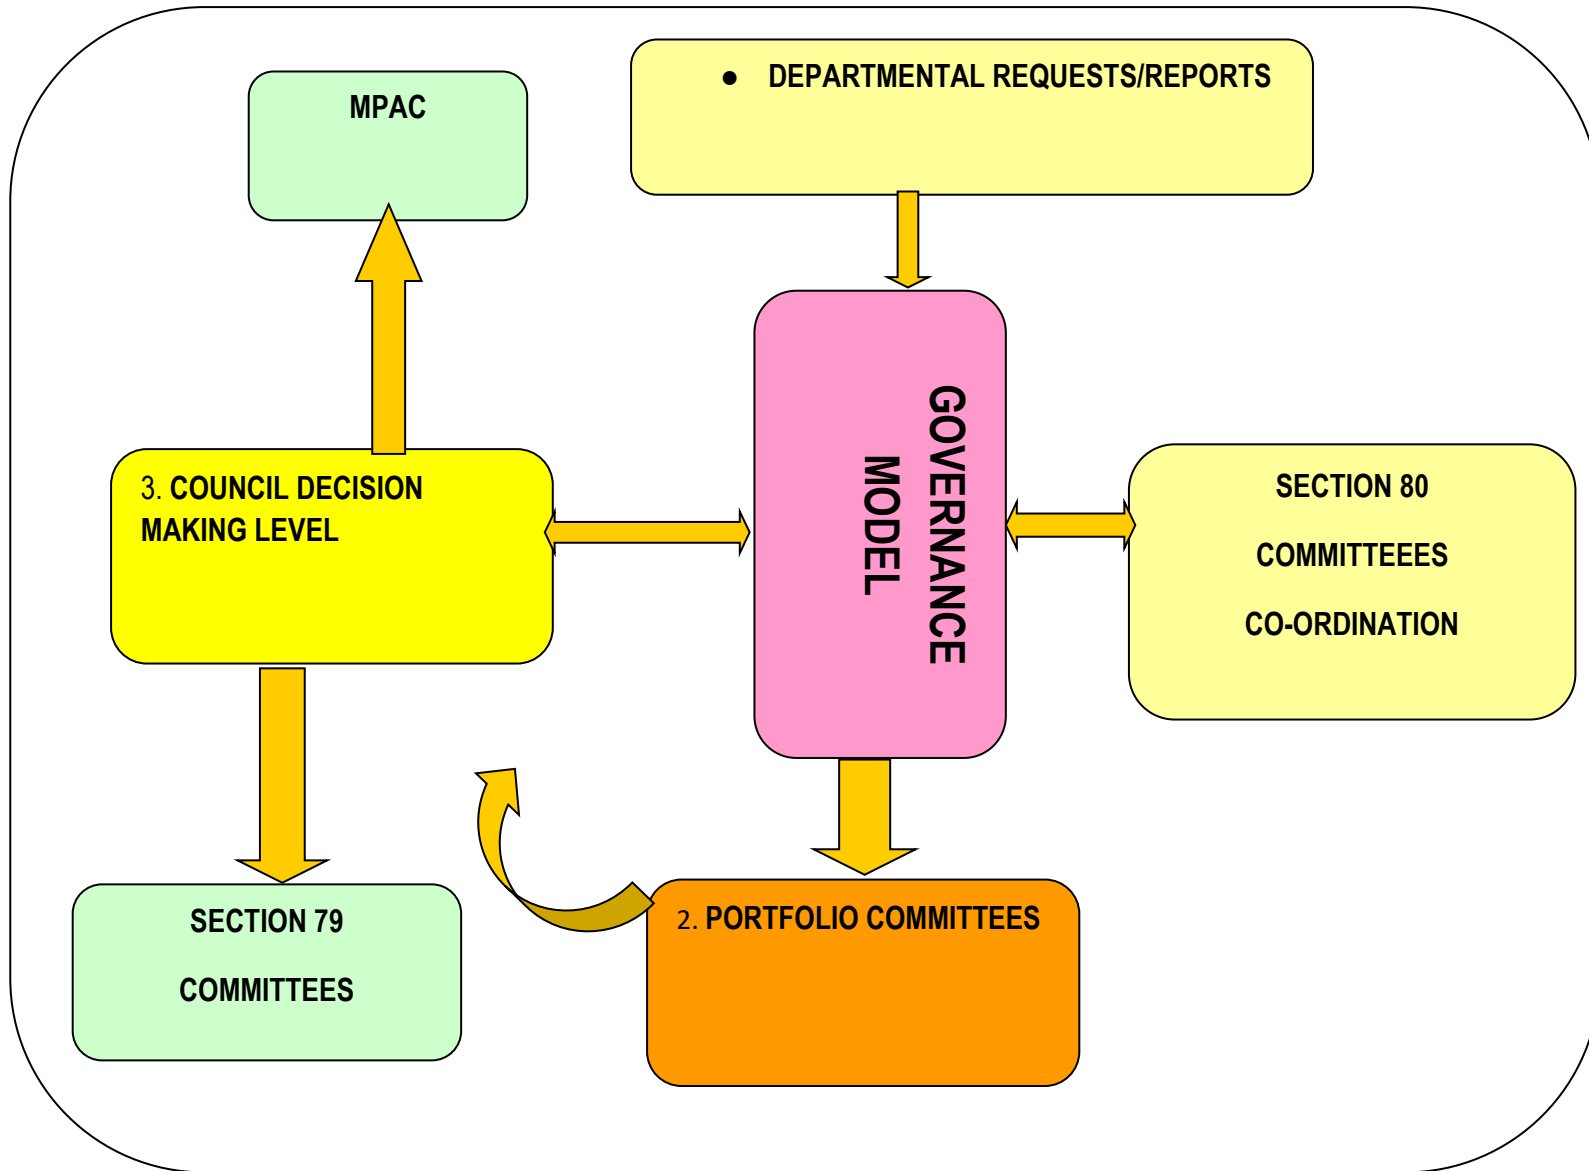 ● DEPARTMENTAL REQUESTS/REPORTS
MPAC
GOVERNANCE
MODEL
3. COUNCIL DECISION
MAKING LEVEL
SECTION 80
COMMITTEEES
CO-ORDINATION
SECTION 79
COMMITTEES
2. PORTFOLIO COMMITTEES